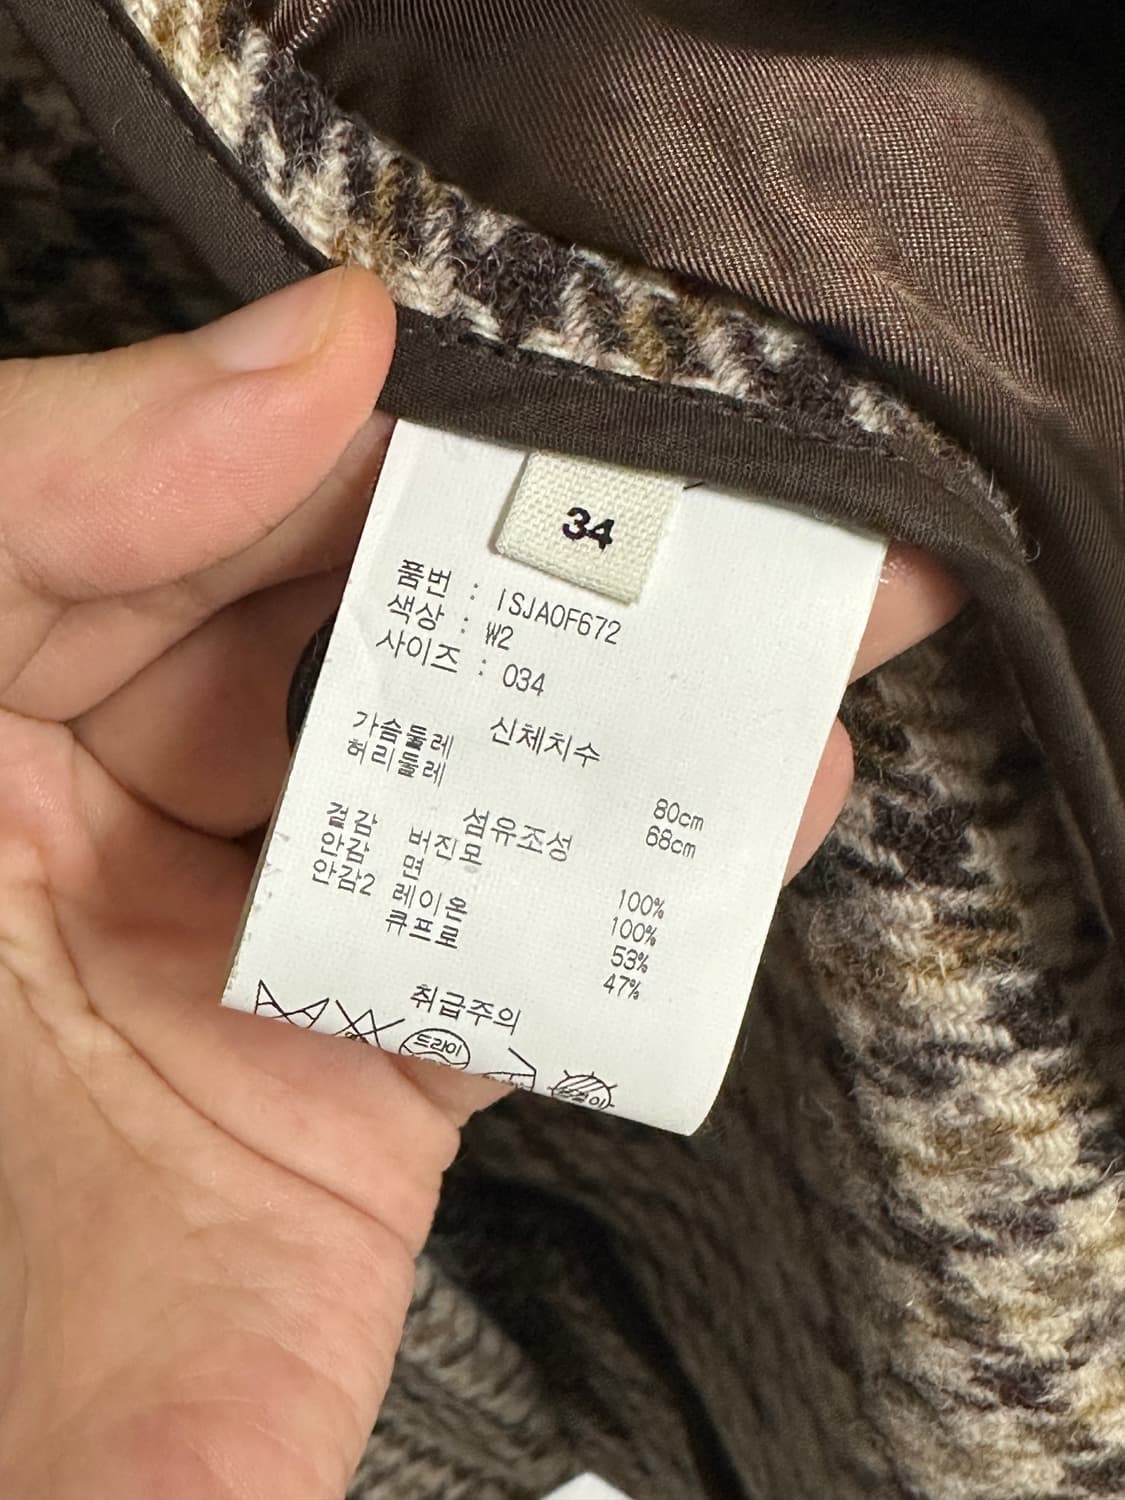 34
품번 : ISJAOF672
색상 : W2
사이즈 : 034
신체치수
가슴둘레 80cm
허리둘레 68cm
섬유조성
겉감 버진모 100%
안감 면 100%
안감2 레이온 53%
큐프로 47%
취급주의
드라이